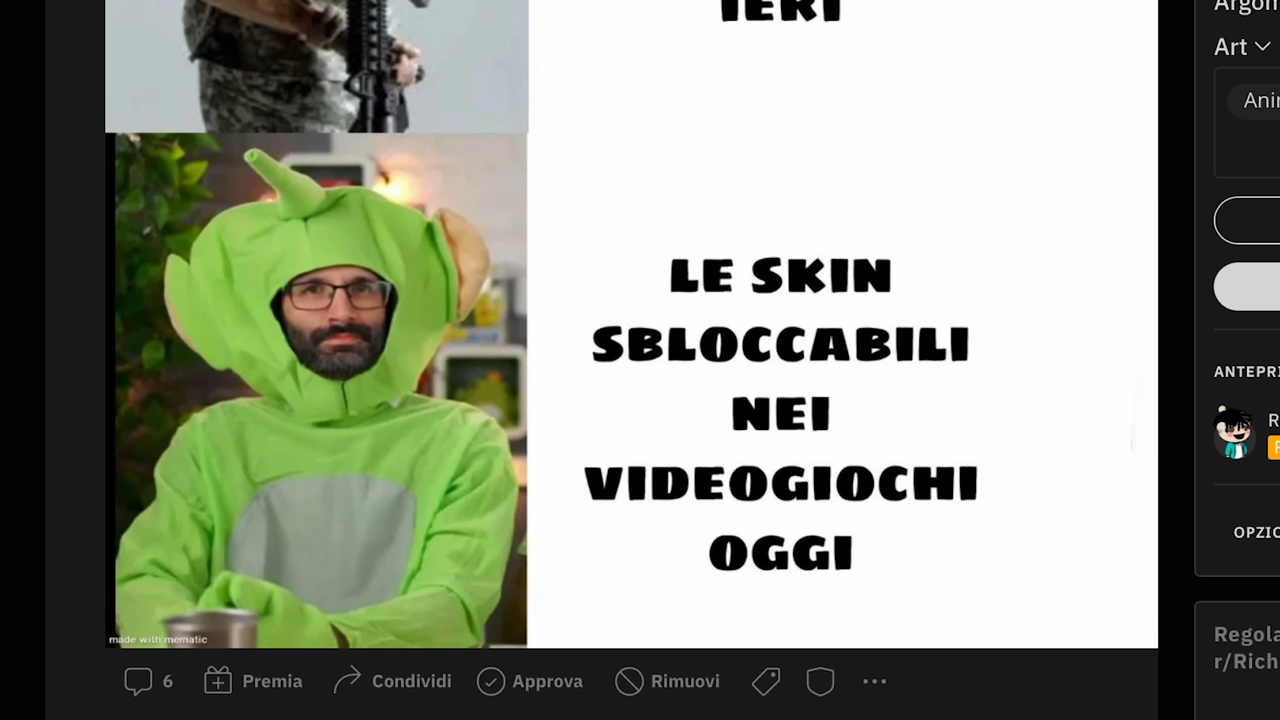 IERI
Art
LE SKIN
SBLOCCABILI
NEI
VIDEOGIOCHI
OGGI
made with mematic
6
Premia
Condividi
Approva
Rimuovi